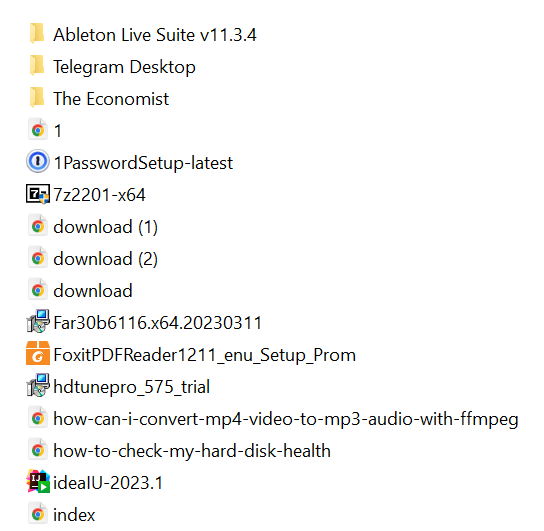 Ableton Live Suite v11.3.4
Telegram Desktop
The Economist
1
1PasswordSetup-latest
7z2201-x64
download (1)
download (2)
download
Far30b6116.x64.20230311
FoxitPDFReader1211_enu_Setup_Prom
hdtunepro_575_trial
how-can-i-convert-mp4-video-to-mp3-audio-with-ffmpeg
how-to-check-my-hard-disk-health
ideaIU-2023.1
index